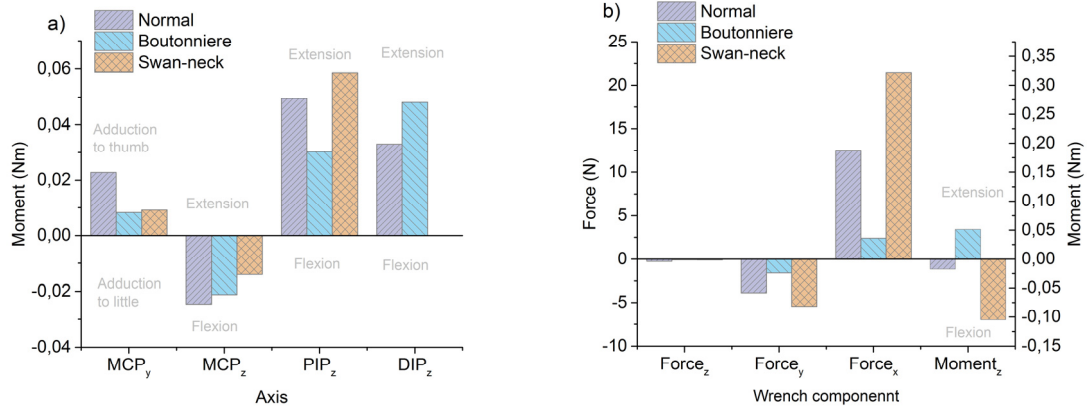 a)
Normal
Boutonniere
Swan-neck
Moment (Nm)
0,06
0,04
0,02
0,00
-0,02
-0,04
Adduction
to thumb
Adduction
to little
Extension
Flexion
Extension
Flexion
Extension
Flexion
MCPy
MCPz
PIPz
DIPz
Axis
b)
Normal
Boutonniere
Swan-neck
Force (N)
25
20
15
10
5
0
-5
-10
Extension
Flexion
0,35
0,30
0,25
0,20
0,15
0,10
0,05
0,00
-0,05
-0,10
-0,15
Moment (Nm)
Forcez
Forcey
Forcex
Momentz
Wrench componennt